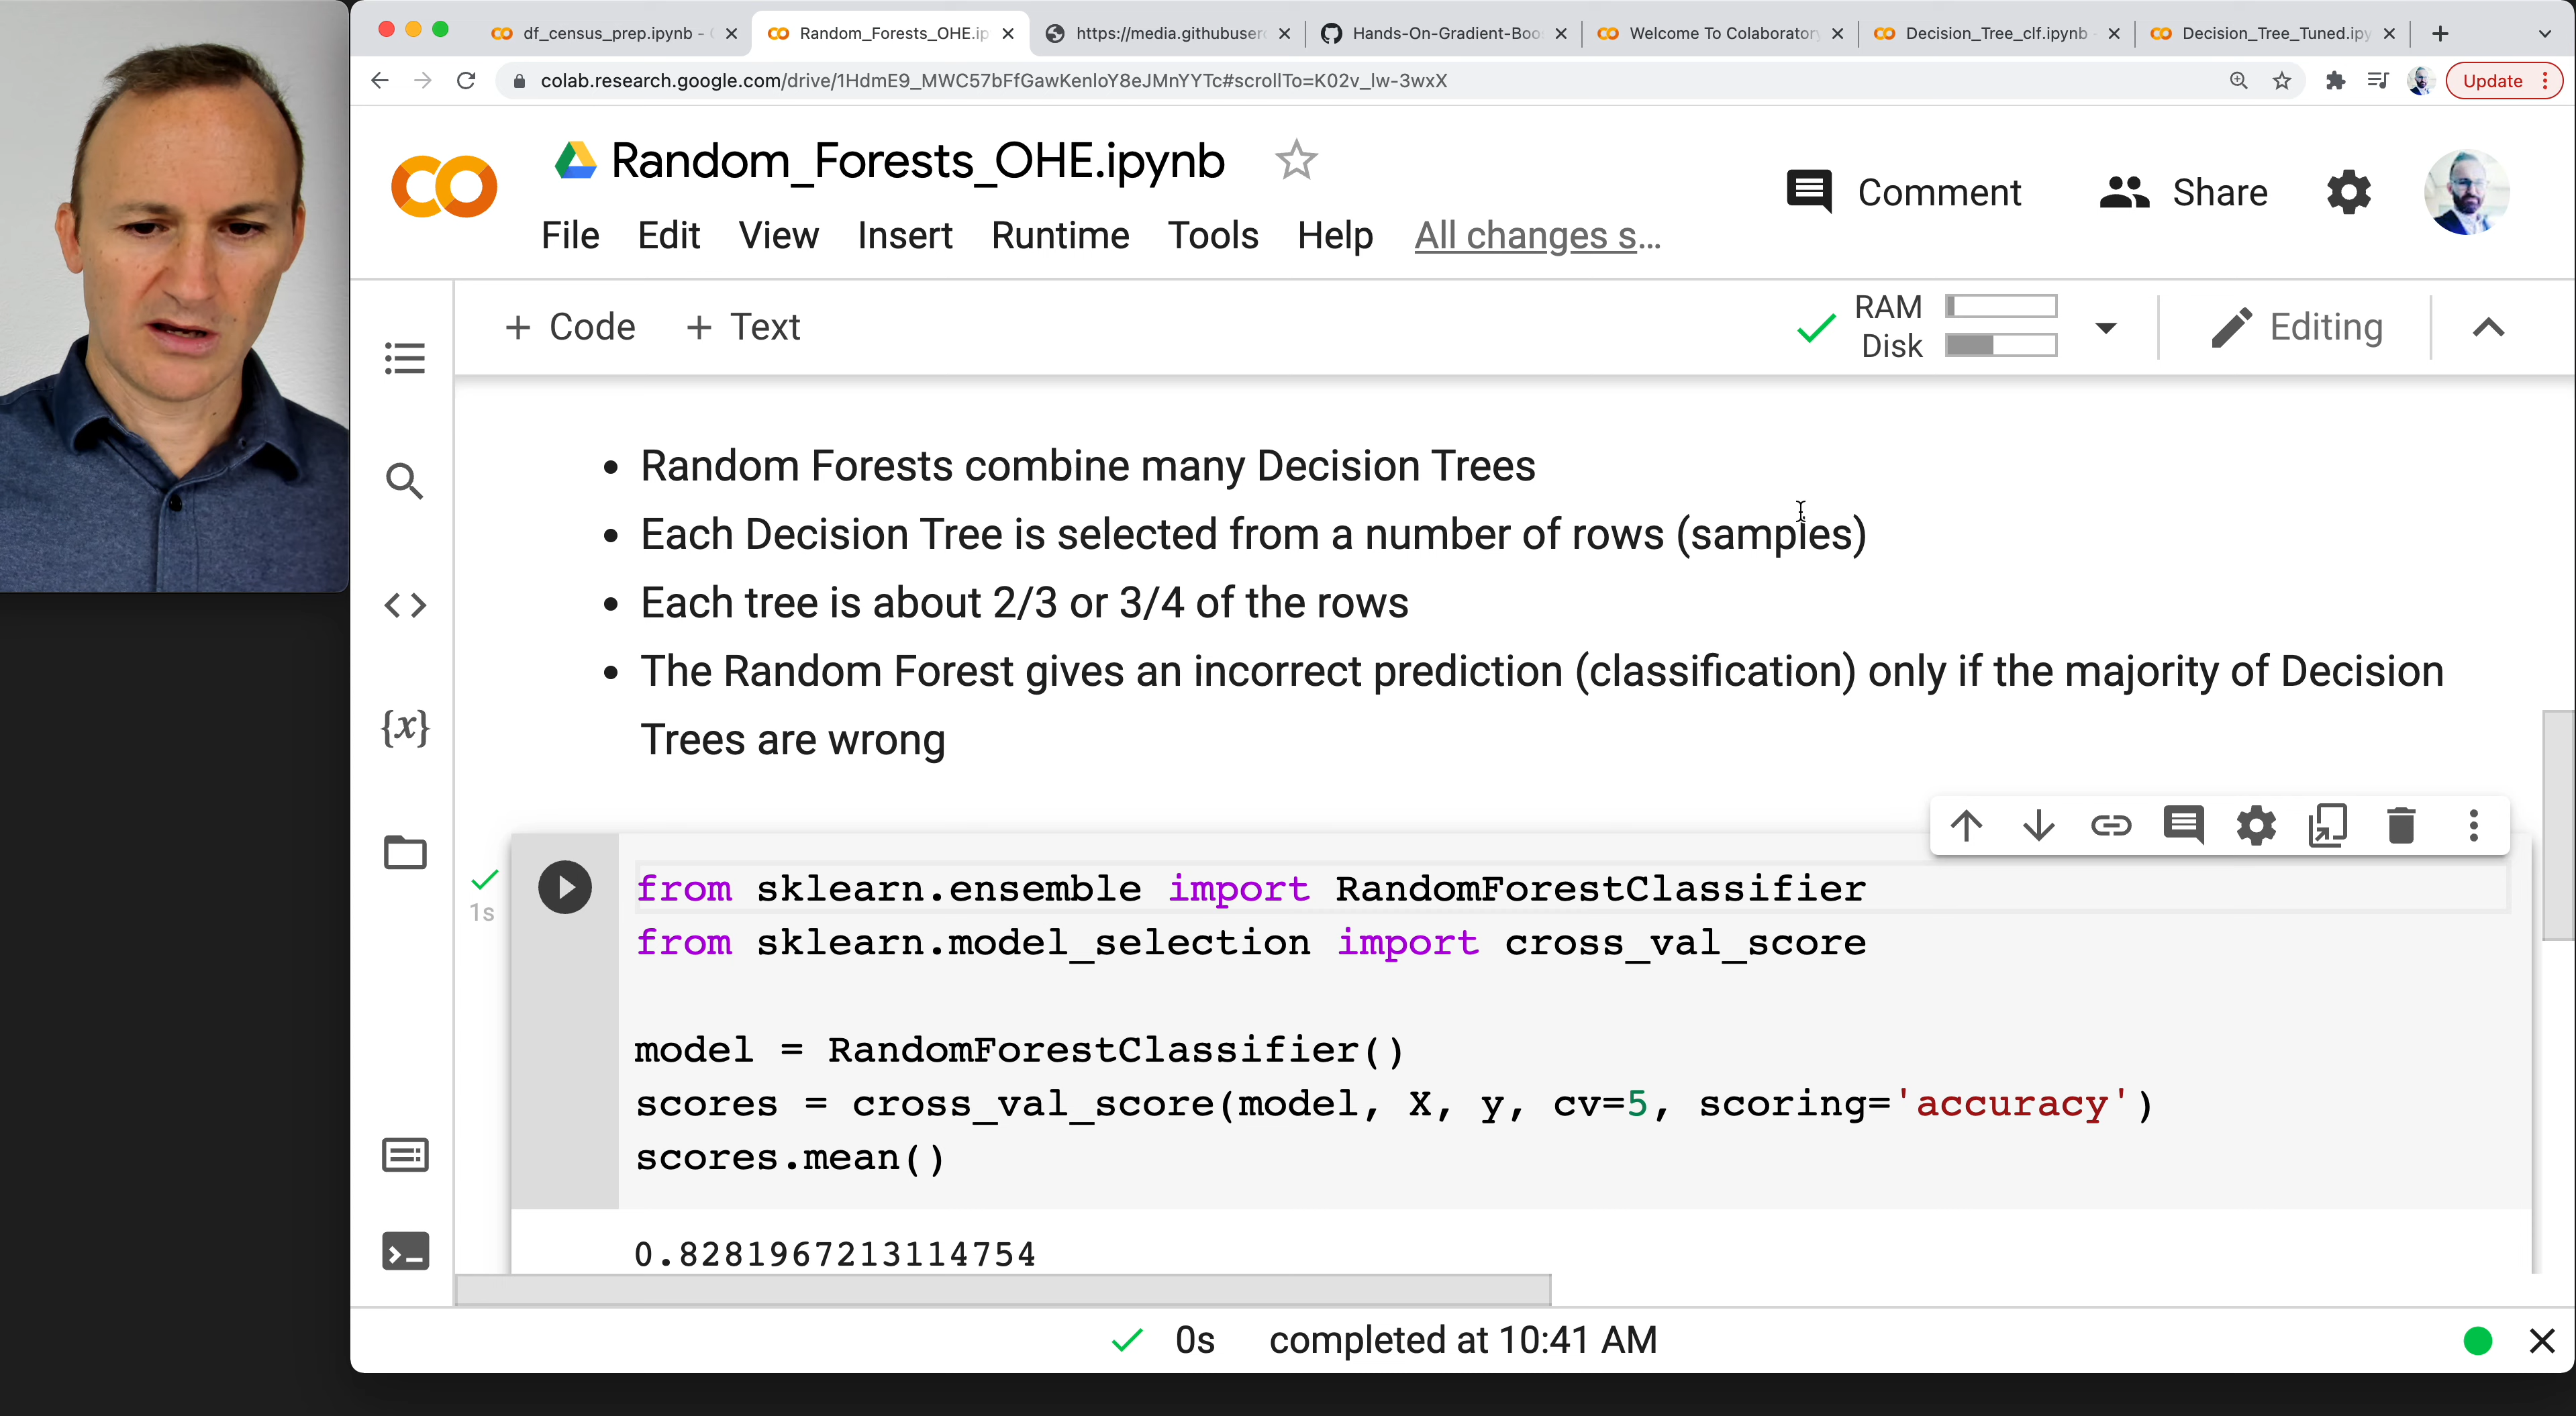 df_census_prep.ipynb -
Random_Forests_OHE.ip
https://media.githubuser
Hands-On-Gradient-Boo
Welcome To Colaboratory
Decision_Tree_clf.ipynb
Decision_Tree_Tuned.ipy
colab.research.google.com/drive/1HdmE9_MWC57bFfGawKenIoY8eJMnYYTc#scrollTo=K02v_lw-3wxX
Update
Random_Forests_OHE.ipynb
Comment
Share
File Edit View Insert Runtime Tools Help All changes s...
+ Code + Text
RAM
Disk
Editing
• Random Forests combine many Decision Trees
• Each Decision Tree is selected from a number of rows (samples)
• Each tree is about 2/3 or 3/4 of the rows
• The Random Forest gives an incorrect prediction (classification) only if the majority of Decision
Trees are wrong
{x}
1s
from sklearn.ensemble import RandomForestClassifier
from sklearn.model_selection import cross_val_score
model = RandomForestClassifier()
scores = cross_val_score(model, X, y, cv=5, scoring='accuracy')
scores.mean()
0.8281967213114754
0s completed at 10:41 AM